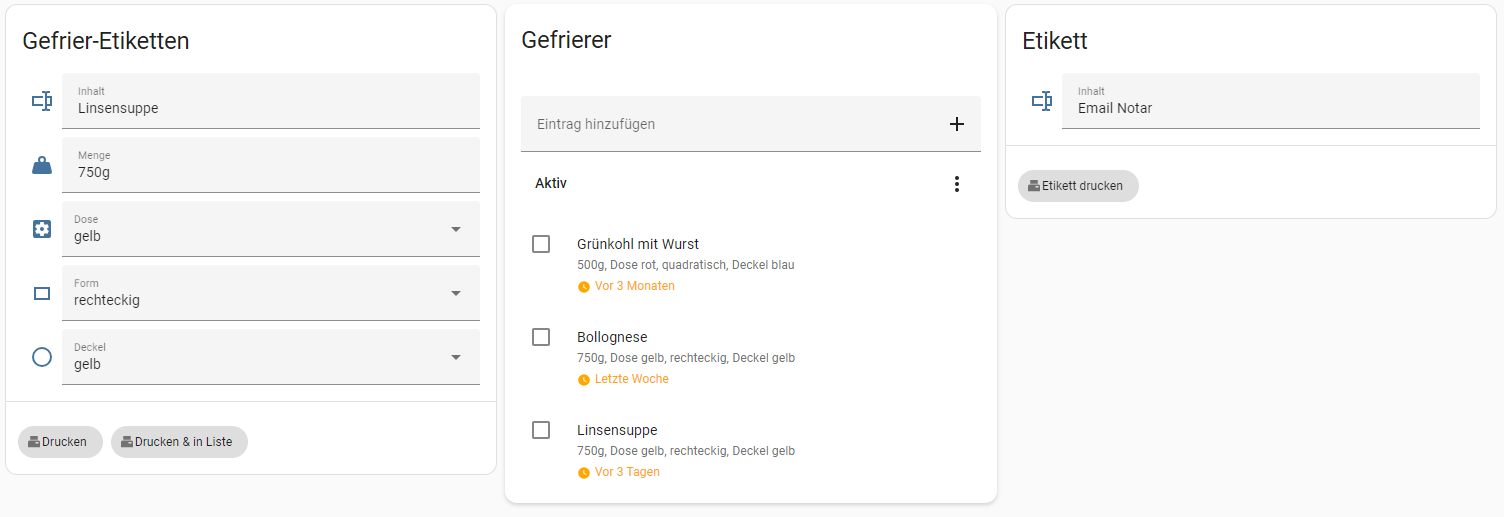 Gefrier-Etiketten
Inhalt
Linsensuppe
Menge
750g
Dose
gelb
Form
rechteckig
Deckel
gelb
Drucken
Drucken & in Liste
Gefrierer
Eintrag hinzufügen
Aktiv
Grünkohl mit Wurst
500g, Dose rot, quadratisch, Deckel blau
Vor 3 Monaten
Bollognese
750g, Dose gelb, rechteckig, Deckel gelb
Letzte Woche
Linsensuppe
750g, Dose gelb, rechteckig, Deckel gelb
Vor 3 Tagen
Etikett
Inhalt
Email Notar
Etikett drucken